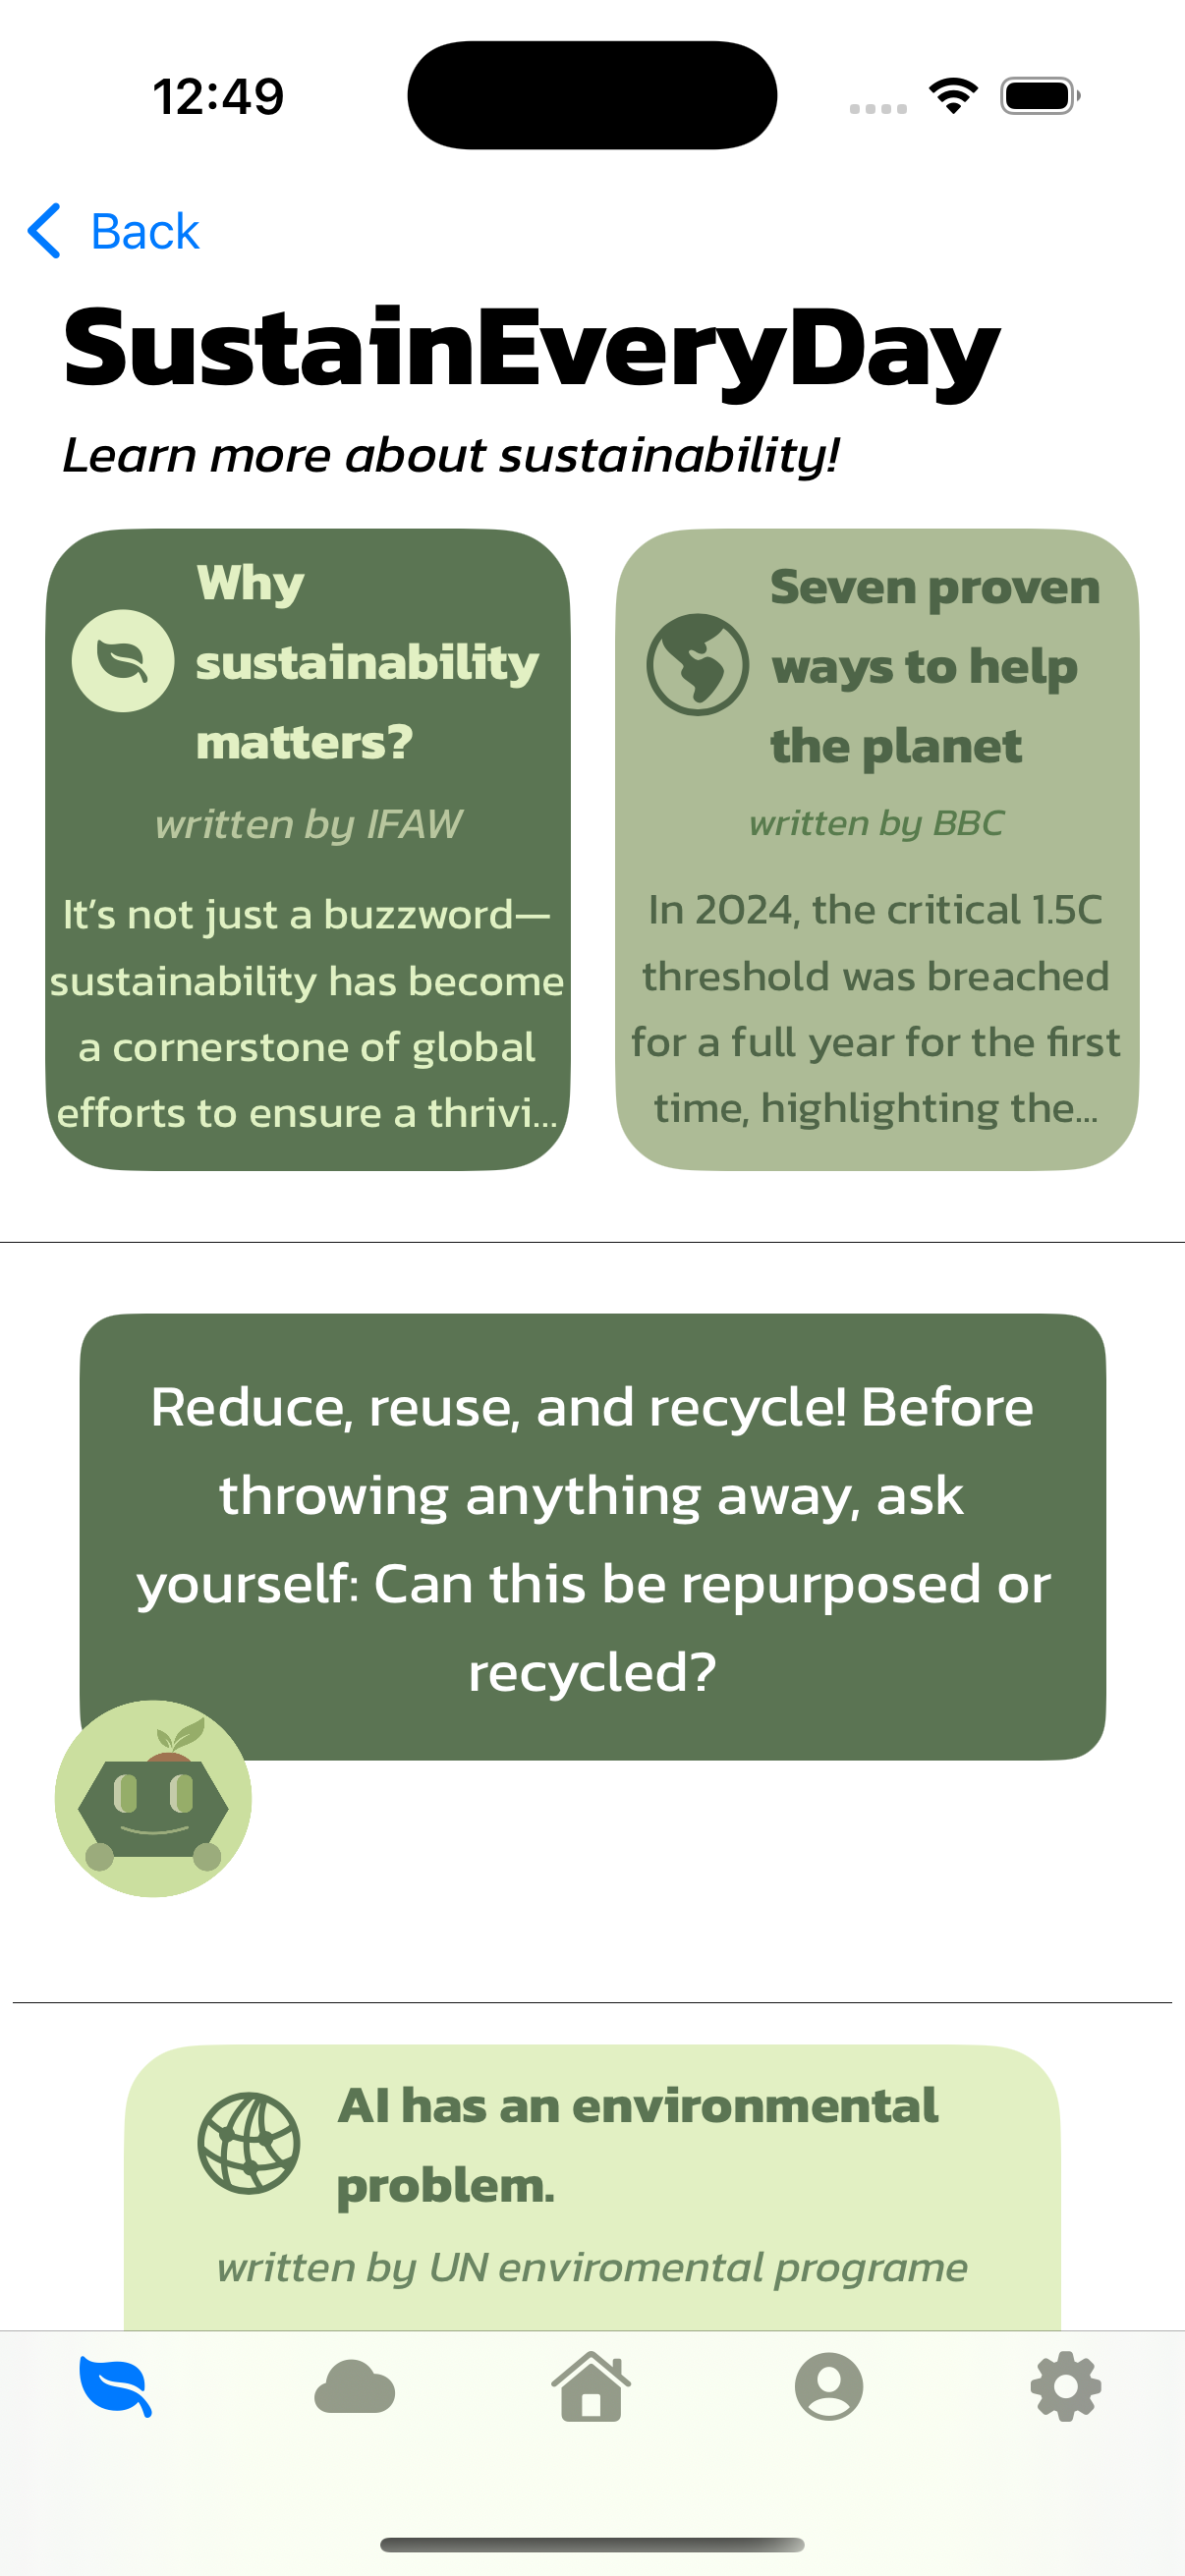 12:49
Back
SustainEveryDay
Learn more about sustainability!
Why
sustainability
matters?
written by IFAW
It’s not just a buzzword—
sustainability has become
a cornerstone of global
efforts to ensure a thrivi...
Seven proven
ways to help
the planet
written by BBC
In 2024, the critical 1.5C
threshold was breached
for a full year for the first
time, highlighting the...
Reduce, reuse, and recycle! Before
throwing anything away, ask
yourself: Can this be repurposed or
recycled?
AI has an environmental
problem.
written by UN enviromental programe